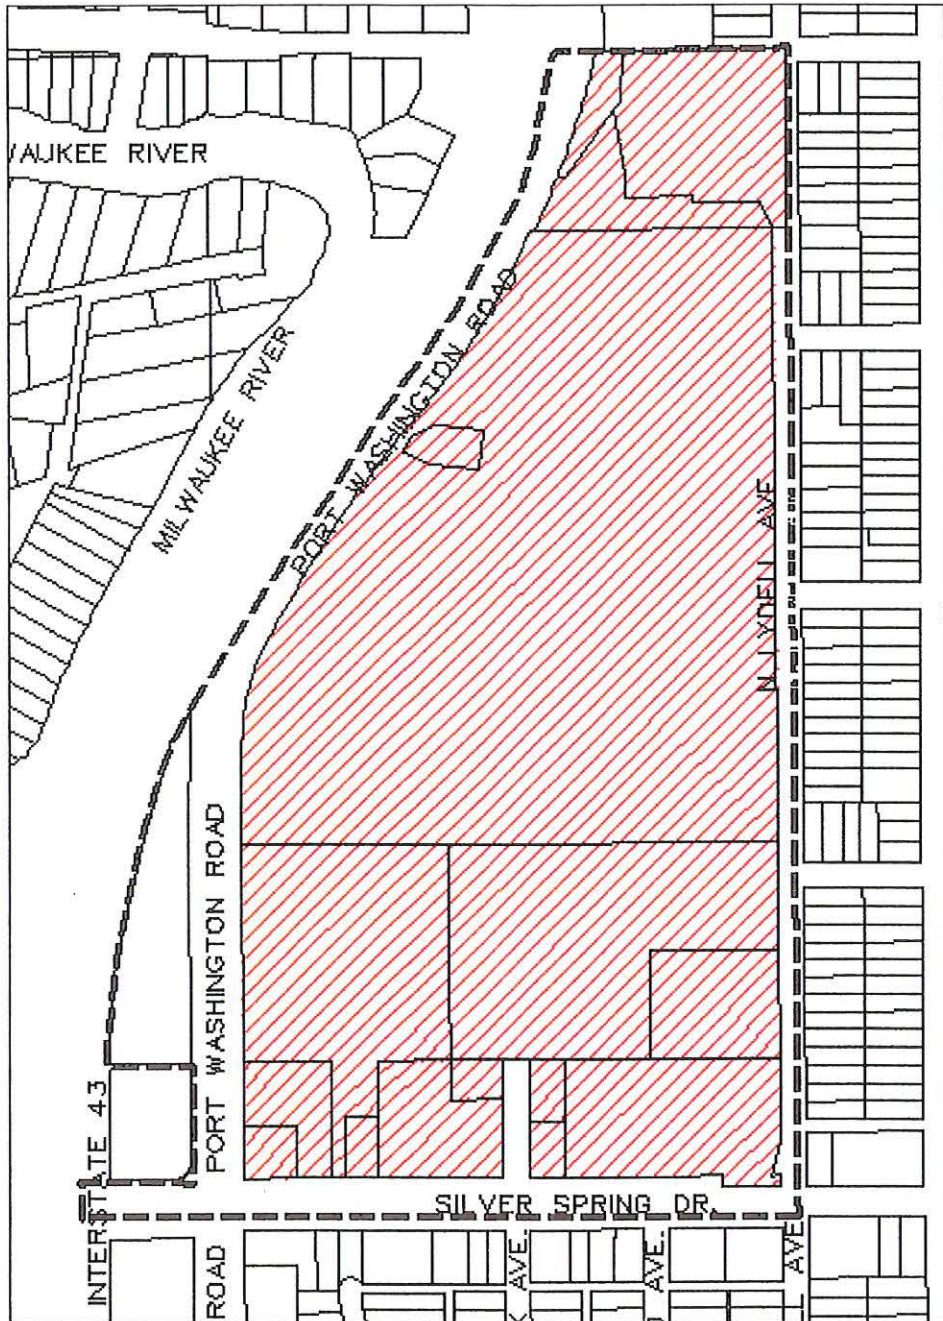 /AUKEE RIVER
MILWAUKEE RIVER
PORT WASHINGTON ROAD
N LYDELL AVE
PORT WASHINGTON ROAD
INTERSTATE 43
SILVER SPRING DR.
ROAD
AVE.
AVE.
AVE